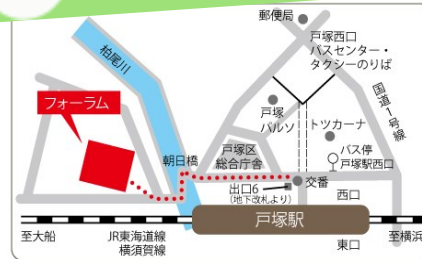 郵便局
戸塚西口
バスセンター・
タクシーのりば
柏尾川
国道1号線
フォーラム
戸塚
パルソ
トツカーナ
朝日橋
戸塚区
総合庁舎
バス停
戸塚駅西口
出口6
(地下改札より)
交番
西口
戸塚駅
至大船
JR東海道線
横須賀線
東口
至横浜